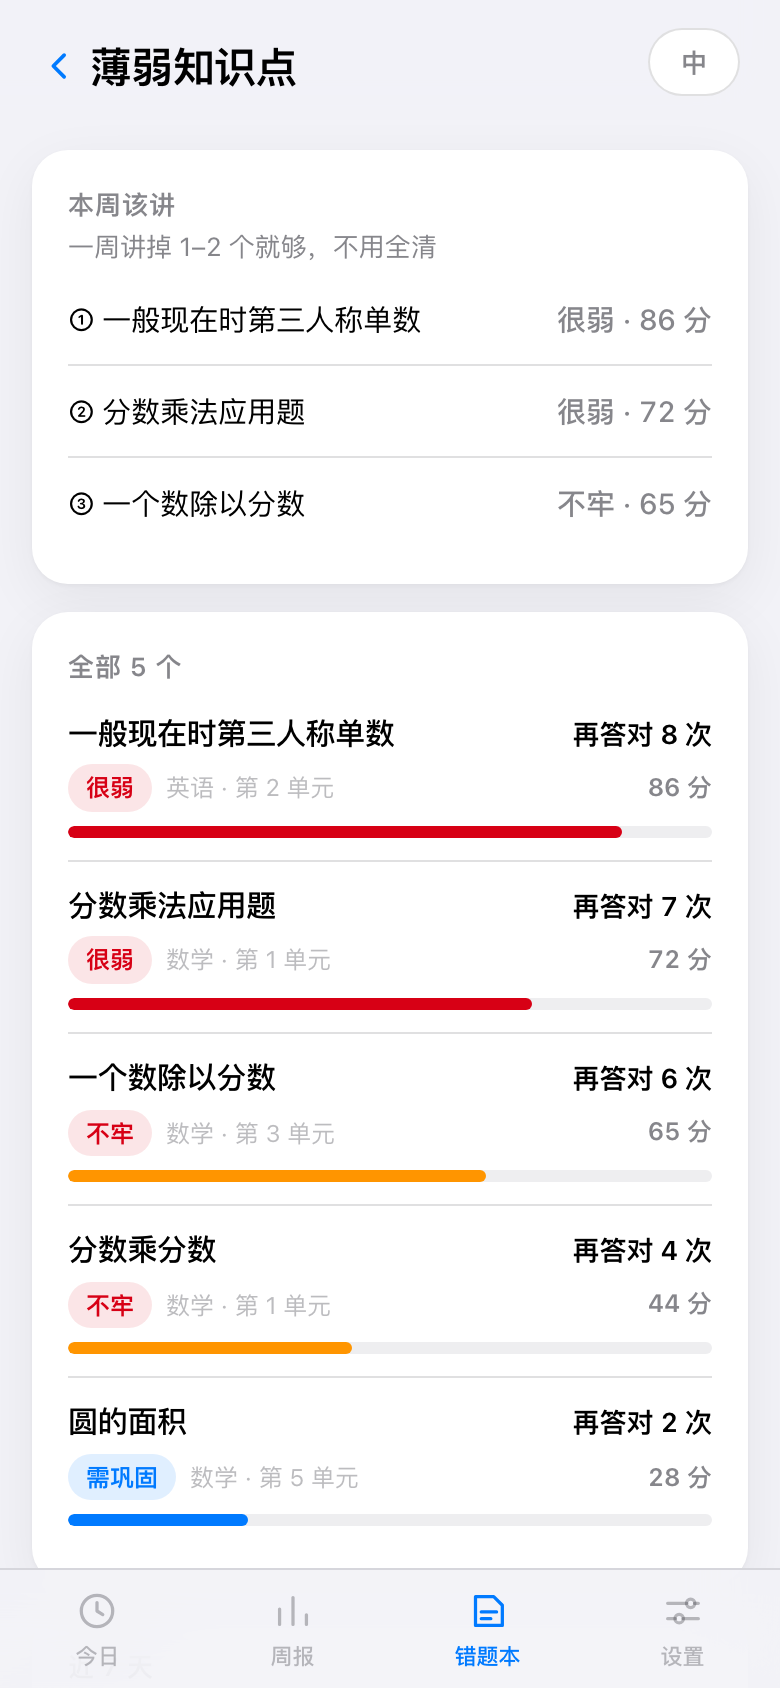 薄弱知识点
中
本周该讲
一周讲掉 1–2 个就够，不用全清
① 一般现在时第三人称单数 很弱 · 86 分
② 分数乘法应用题 很弱 · 72 分
③ 一个数除以分数 不牢 · 65 分
全部 5 个
一般现在时第三人称单数 再答对 8 次
很弱 英语 · 第 2 单元 86 分
分数乘法应用题 再答对 7 次
很弱 数学 · 第 1 单元 72 分
一个数除以分数 再答对 6 次
不牢 数学 · 第 3 单元 65 分
分数乘分数 再答对 4 次
不牢 数学 · 第 1 单元 44 分
圆的面积 再答对 2 次
需巩固 数学 · 第 5 单元 28 分
今日 周报 错题本 设置